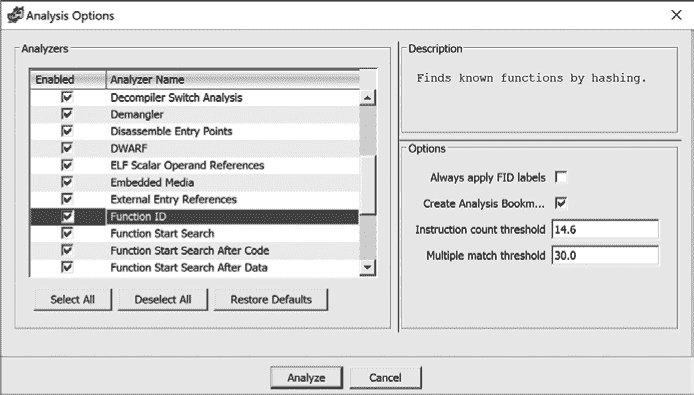 Analysis Options
Analyzers
Enabled Analyzer Name
Decompiler Switch Analysis
Demangler
Disassemble Entry Points
DWARF
ELF Scalar Operand References
Embedded Media
External Entry References
Function ID
Function Start Search
Function Start Search After Code
Function Start Search After Data
Select All Deselect All Restore Defaults
Description
Finds known functions by hashing.
Options
Always apply FID labels
Create Analysis Bookm...
Instruction count threshold 14.6
Multiple match threshold 30.0
Analyze Cancel